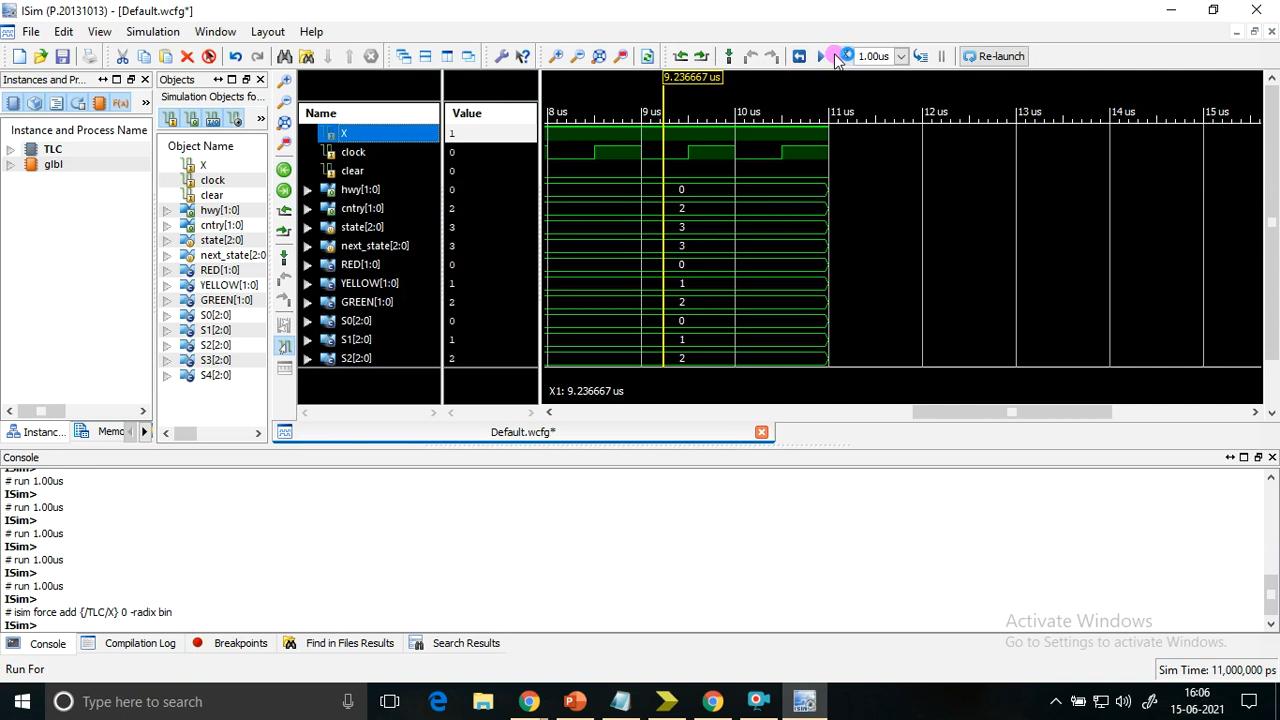 ISim (P.20131013) - [Default.wcfg*]
File Edit View Simulation Window Layout Help
1.00us Re-launch
Instances and Pro
Instance and Process Name
TLC
glbl
Objects
Simulation Objects fo
Object Name
X
clock
clear
hwy[1:0]
cntry[1:0]
state[2:0]
next_state[2:0
RED[1:0]
YELLOW[1:0]
GREEN[1:0]
S0[2:0]
S1[2:0]
S2[2:0]
S3[2:0]
S4[2:0]
9.236667 us
Name Value 8 us 9 us 10 us 11 us 12 us 13 us 14 us 15 us
X 1
clock 0
clear 0
hwy[1:0] 0 0
cntry[1:0] 2 2
state[2:0] 3 3
next_state[2:0] 3 3
RED[1:0] 0 0
YELLOW[1:0] 1 1
GREEN[1:0] 2 2
S0[2:0] 0 0
S1[2:0] 1 1
S2[2:0] 2 2
X1: 9.236667 us
Instanc Memo
Default.wcfg*
Console
ISim>
# run 1.00us
ISim>
# run 1.00us
ISim>
# run 1.00us
ISim>
# run 1.00us
ISim>
# run 1.00us
ISim>
# isim force add {/TLC/X} 0 -radix bin
ISim>
Activate Windows
Go to Settings to activate Windows.
Console Compilation Log Breakpoints Find in Files Results Search Results
Run For Sim Time: 11,000,000 ps
Type here to search
16:06
15-06-2021